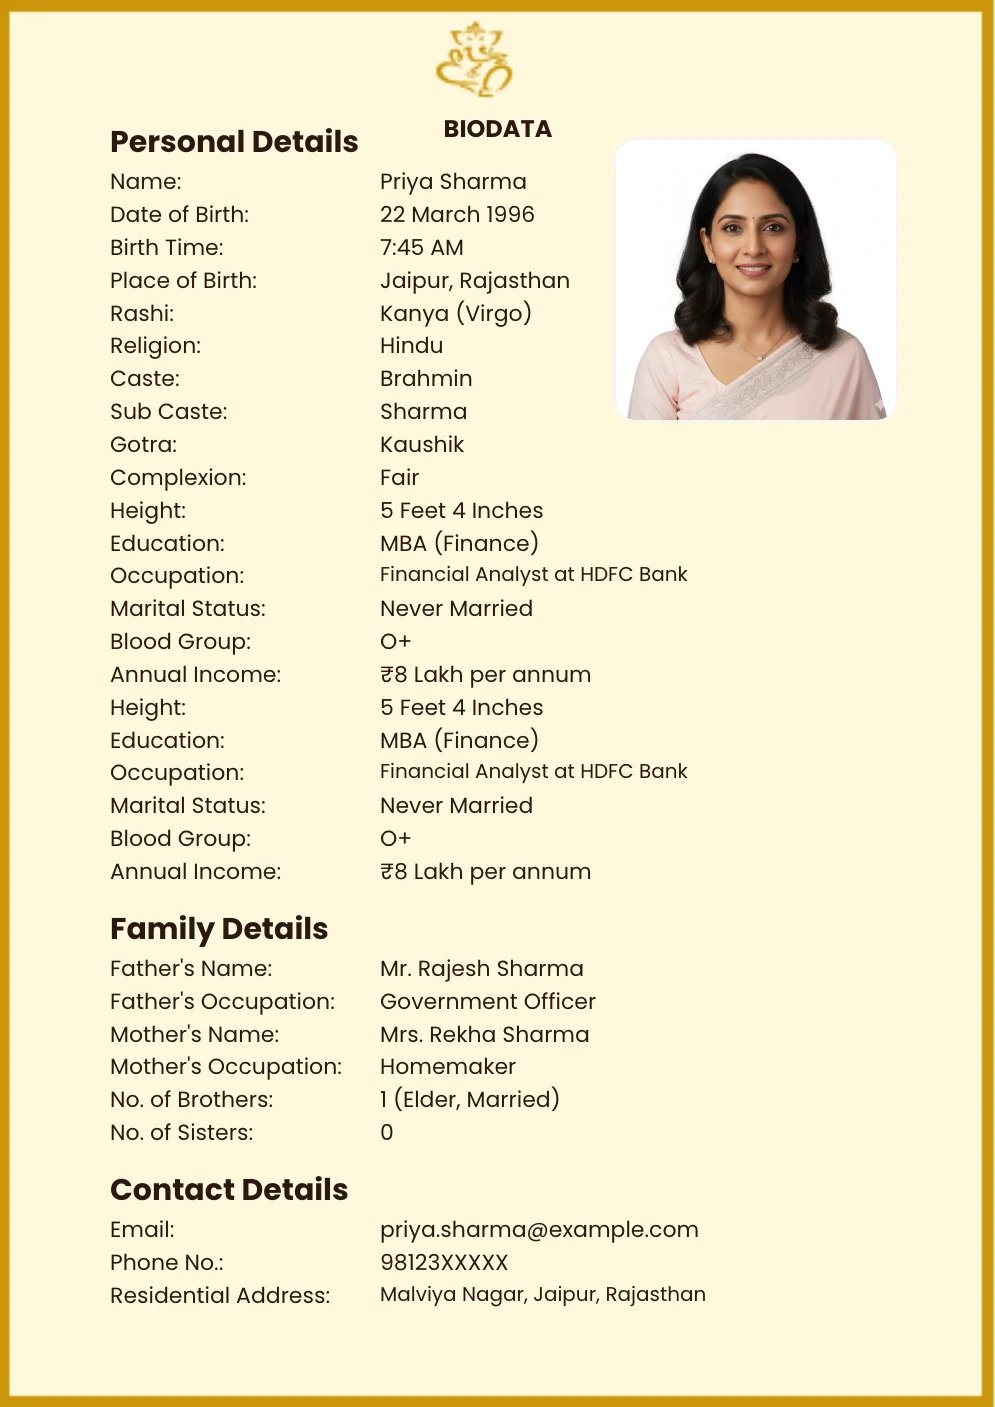 BIODATA
Personal Details
Name: Priya Sharma
Date of Birth: 22 March 1996
Birth Time: 7:45 AM
Place of Birth: Jaipur, Rajasthan
Rashi: Kanya (Virgo)
Religion: Hindu
Caste: Brahmin
Sub Caste: Sharma
Gotra: Kaushik
Complexion: Fair
Height: 5 Feet 4 Inches
Education: MBA (Finance)
Occupation: Financial Analyst at HDFC Bank
Marital Status: Never Married
Blood Group: O+
Annual Income: ₹8 Lakh per annum
Height: 5 Feet 4 Inches
Education: MBA (Finance)
Occupation: Financial Analyst at HDFC Bank
Marital Status: Never Married
Blood Group: O+
Annual Income: ₹8 Lakh per annum
Family Details
Father's Name: Mr. Rajesh Sharma
Father's Occupation: Government Officer
Mother's Name: Mrs. Rekha Sharma
Mother's Occupation: Homemaker
No. of Brothers: 1 (Elder, Married)
No. of Sisters: 0
Contact Details
Email: priya.sharma@example.com
Phone No.: 98123XXXXX
Residential Address: Malviya Nagar, Jaipur, Rajasthan